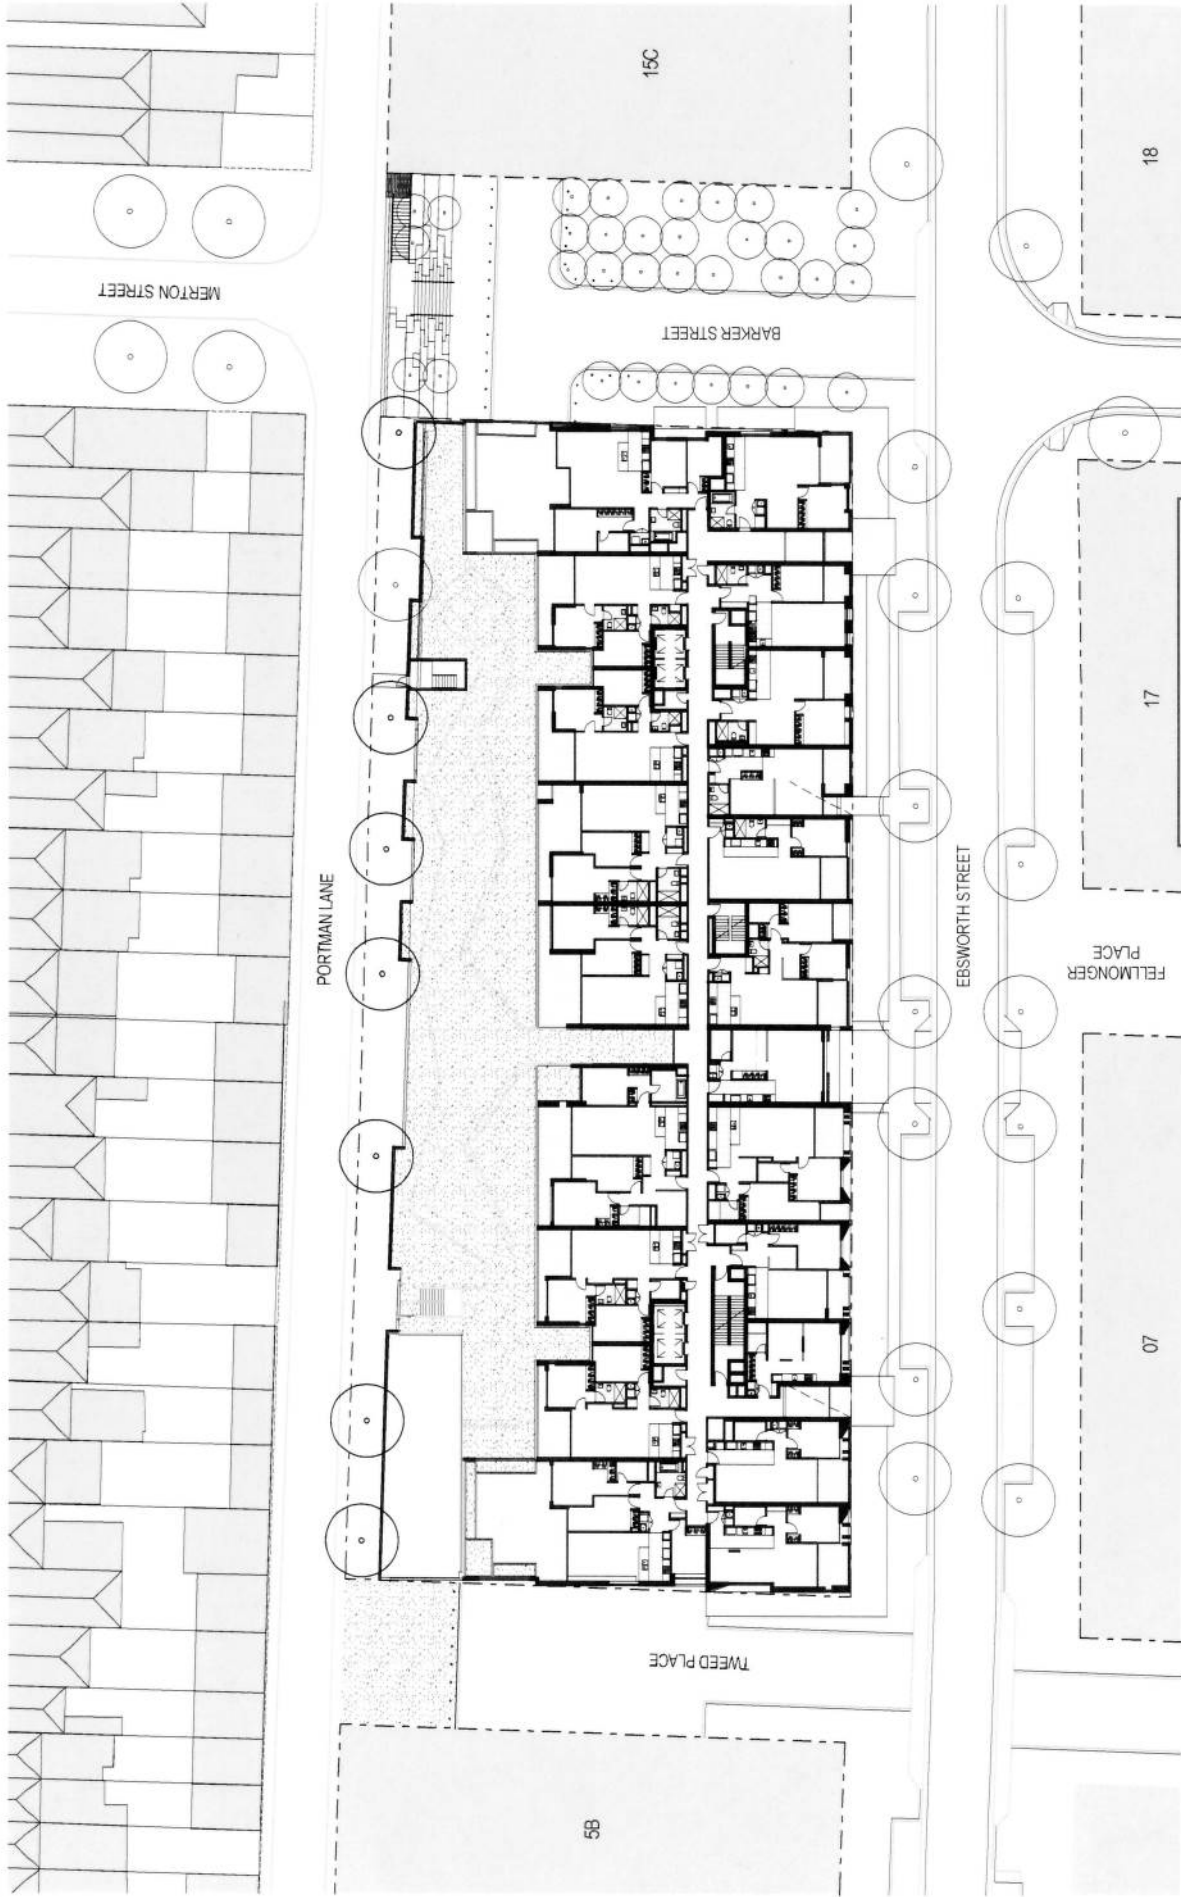 15C
18
MERTON STREET
BARKER STREET
17
PORTMAN LANE
EBSWORTH STREET
FELLMONGER
PLACE
07
TWEED PLACE
5B